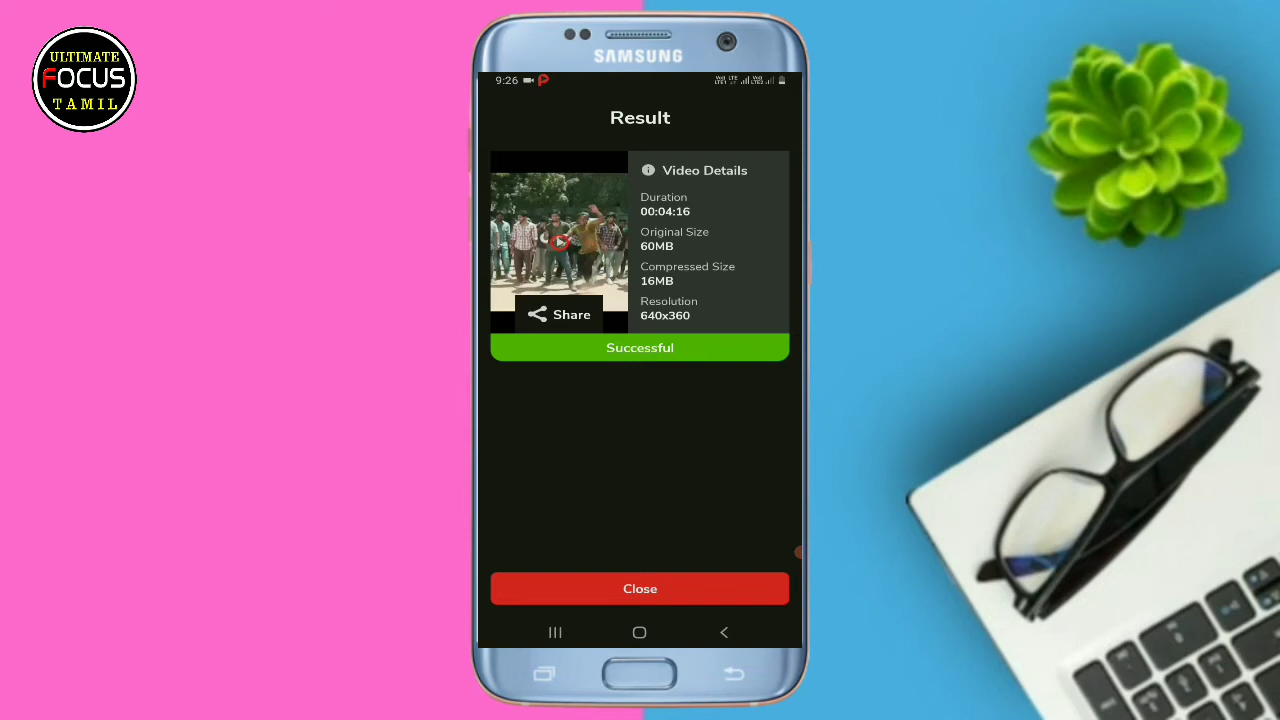 ULTIMATE
FOCUS
TAMIL
SAMSUNG
9:26
Result
Video Details
Duration
00:04:16
Original Size
60MB
Compressed Size
16MB
Resolution
640x360
Share
Successful
Close